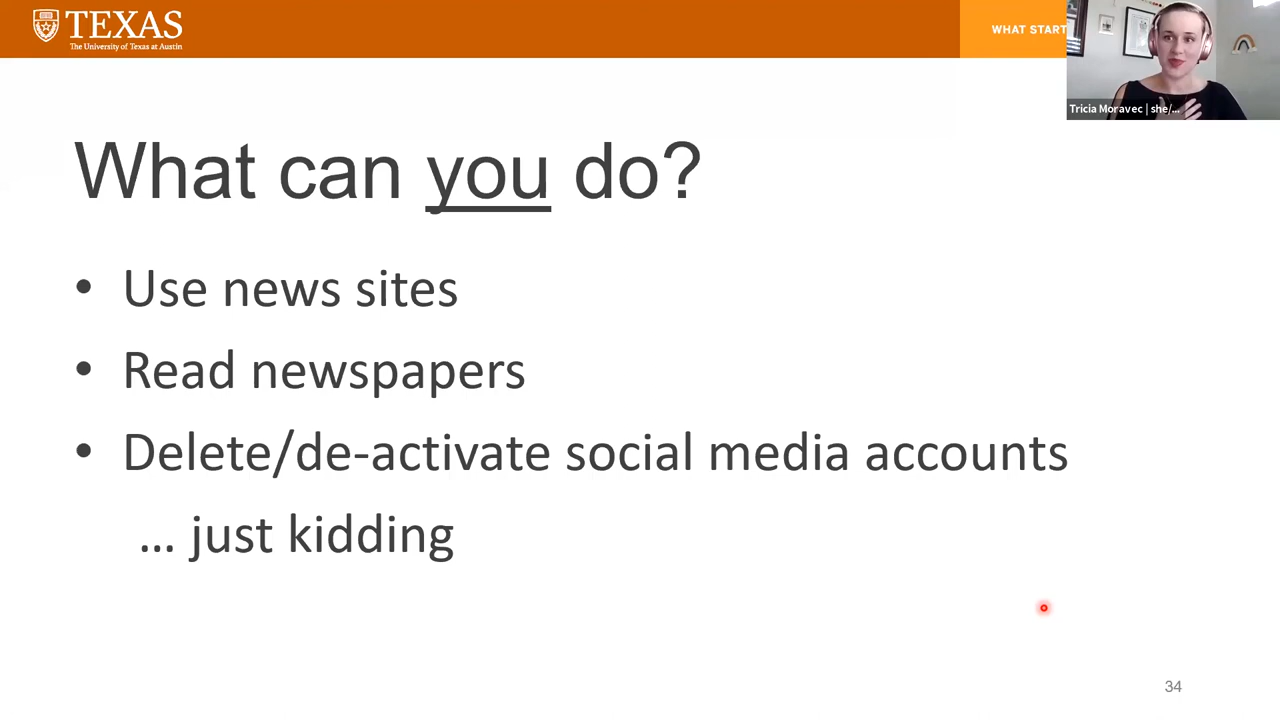 TEXAS
The University of Texas at Austin
WHAT START
Tricia Moravec | she/...
What can you do?
• Use news sites
• Read newspapers
• Delete/de-activate social media accounts
... just kidding
34